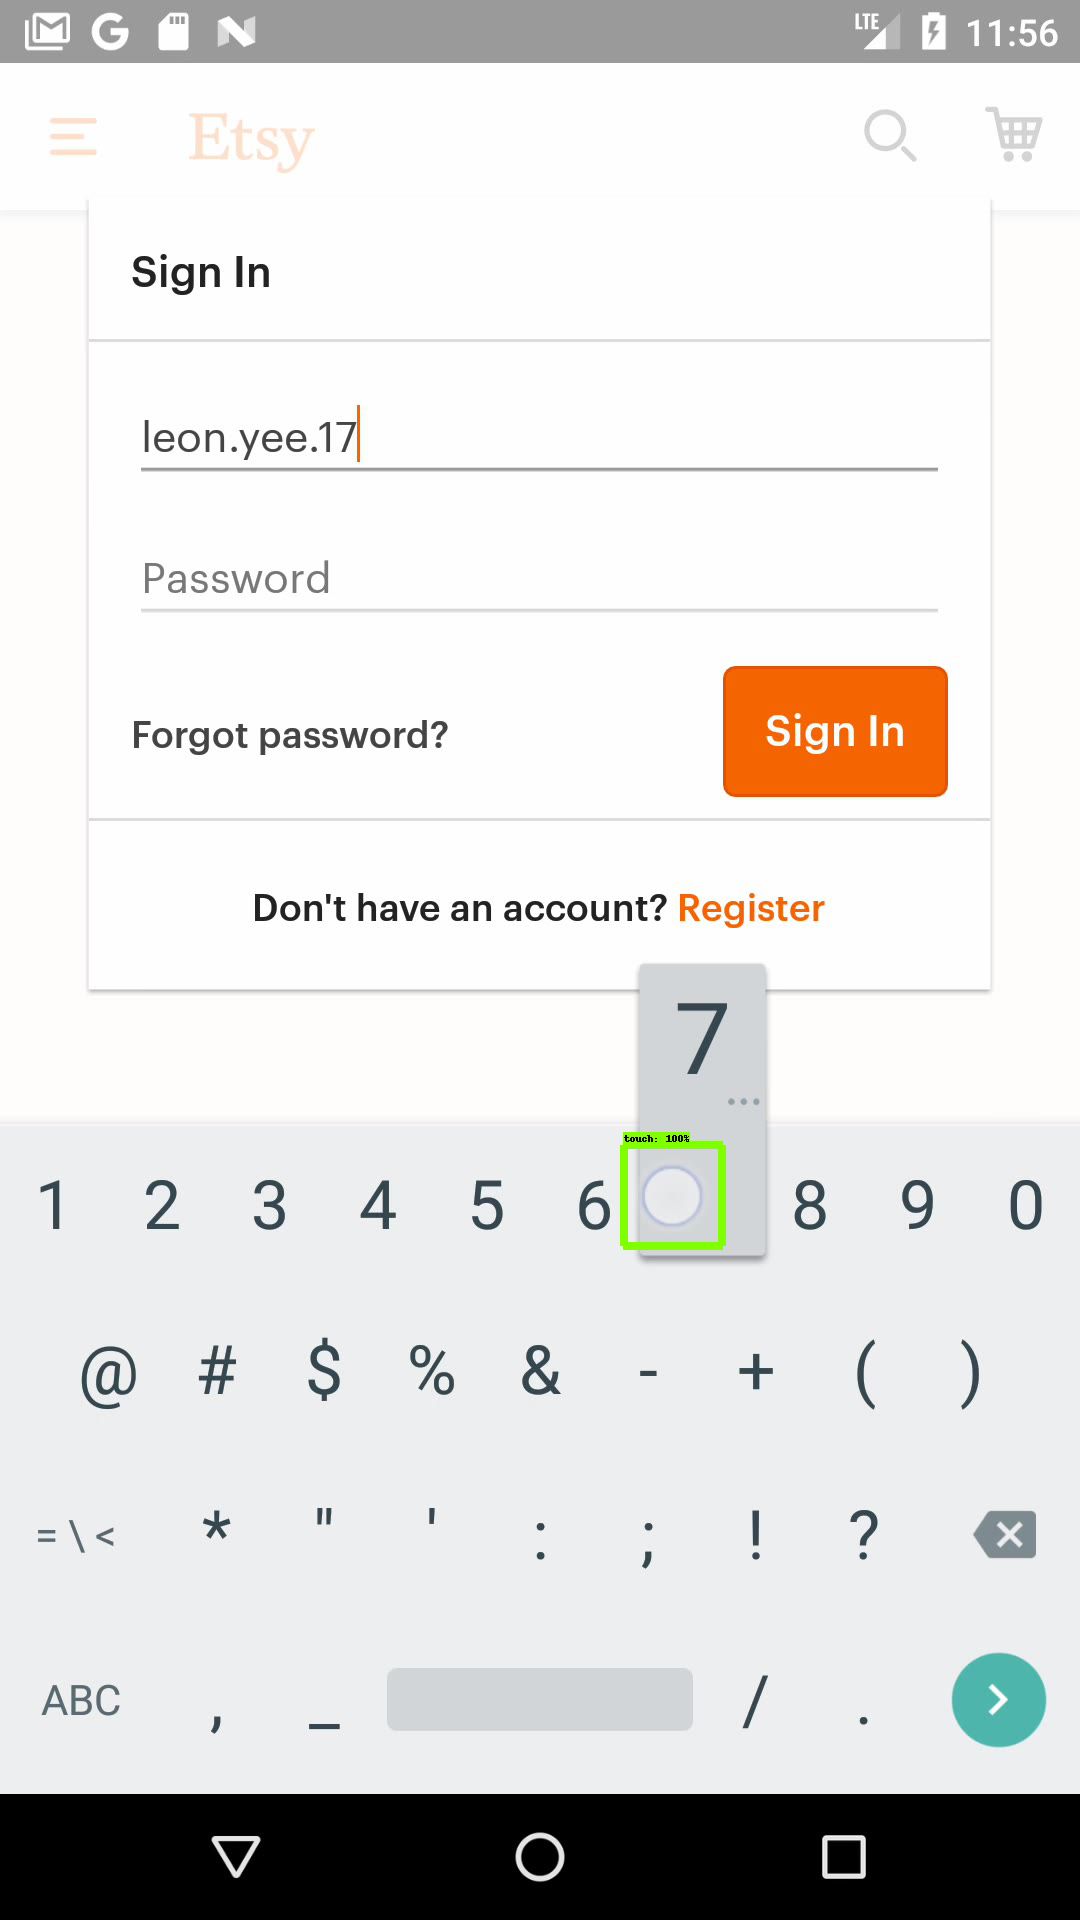 LTE 11:56
Etsy
Sign In
leon.yee.17
Password
Forgot password?
Sign In
Don't have an account? Register
7
...
touch: 100%
1 2 3 4 5 6 8 9 0
@ # $ % & - + ( )
= \ < * " ' : ; ! ?
ABC , _ / .